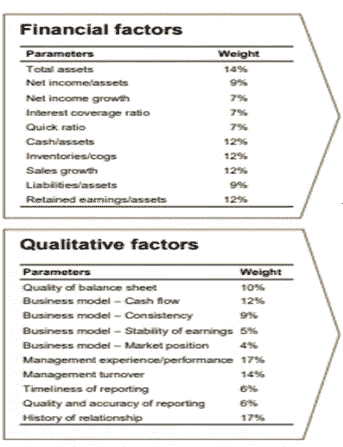 Financial factors
Parameters Weight
Total assets 14%
Net income/assets 9%
Net income growth 7%
Interest coverage ratio 7%
Quick ratio 7%
Cash/assets 12%
Inventories/cogs 12%
Sales growth 12%
Liabilities/assets 9%
Retained earnings/assets 12%
Qualitative factors
Parameters Weight
Quality of balance sheet 10%
Business model – Cash flow 12%
Business model – Consistency 9%
Business model – Stability of earnings 5%
Business model – Market position 4%
Management experience/performance 17%
Management turnover 14%
Timeliness of reporting 6%
Quality and accuracy of reporting 6%
History of relationship 17%